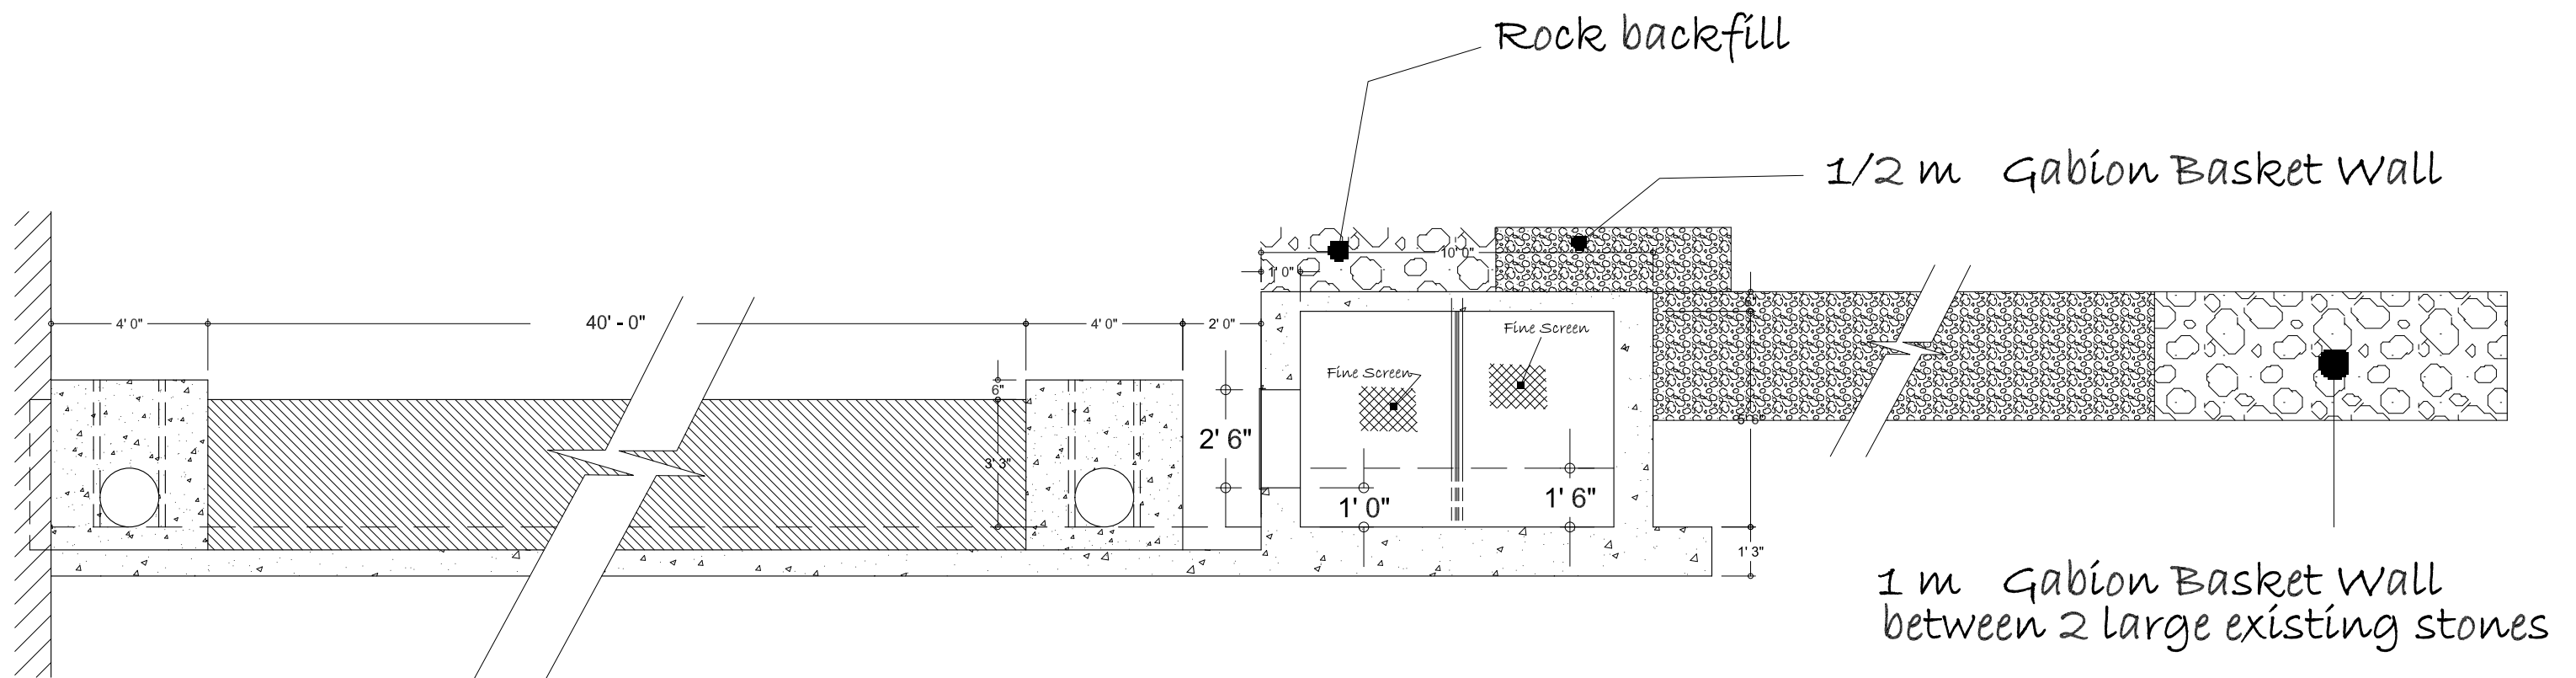 Rock backfill
1/2 m Gabion Basket Wall
10' 0"
1' 0"
4' 0"
40' - 0"
4' 0"
2' 0"
Fine Screen
Fine Screen
6"
5' 6"
2' 6"
3' 3"
1' 0"
1' 6"
1' 3"
1 m Gabion Basket Wall
between 2 large existing stones